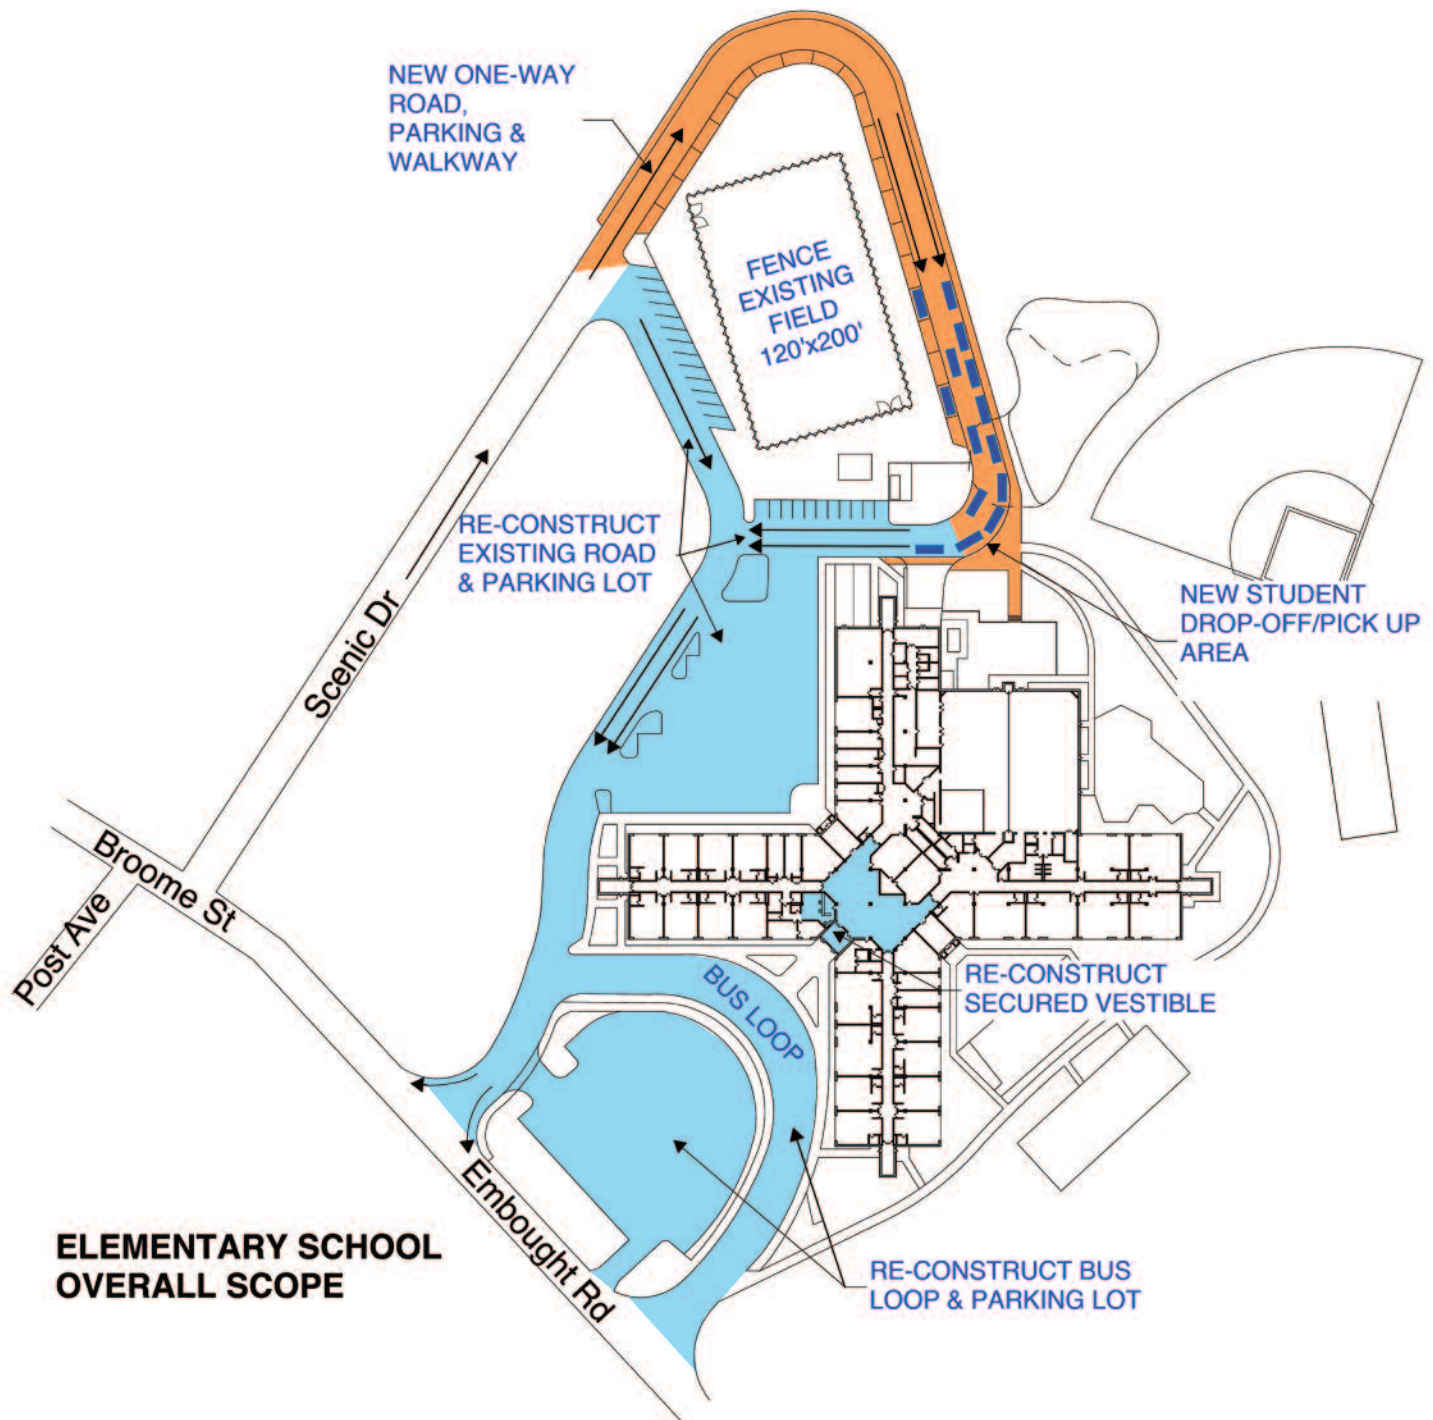 NEW ONE-WAY
ROAD,
PARKING &
WALKWAY
FENCE
EXISTING
FIELD
120'x200'
RE-CONSTRUCT
EXISTING ROAD
& PARKING LOT
NEW STUDENT
DROP-OFF/PICK UP
AREA
Scenic Dr
Broome St
Post Ave
RE-CONSTRUCT
SECURED VESTIBLE
BUS LOOP
Embought Rd
ELEMENTARY SCHOOL
OVERALL SCOPE
RE-CONSTRUCT BUS
LOOP & PARKING LOT